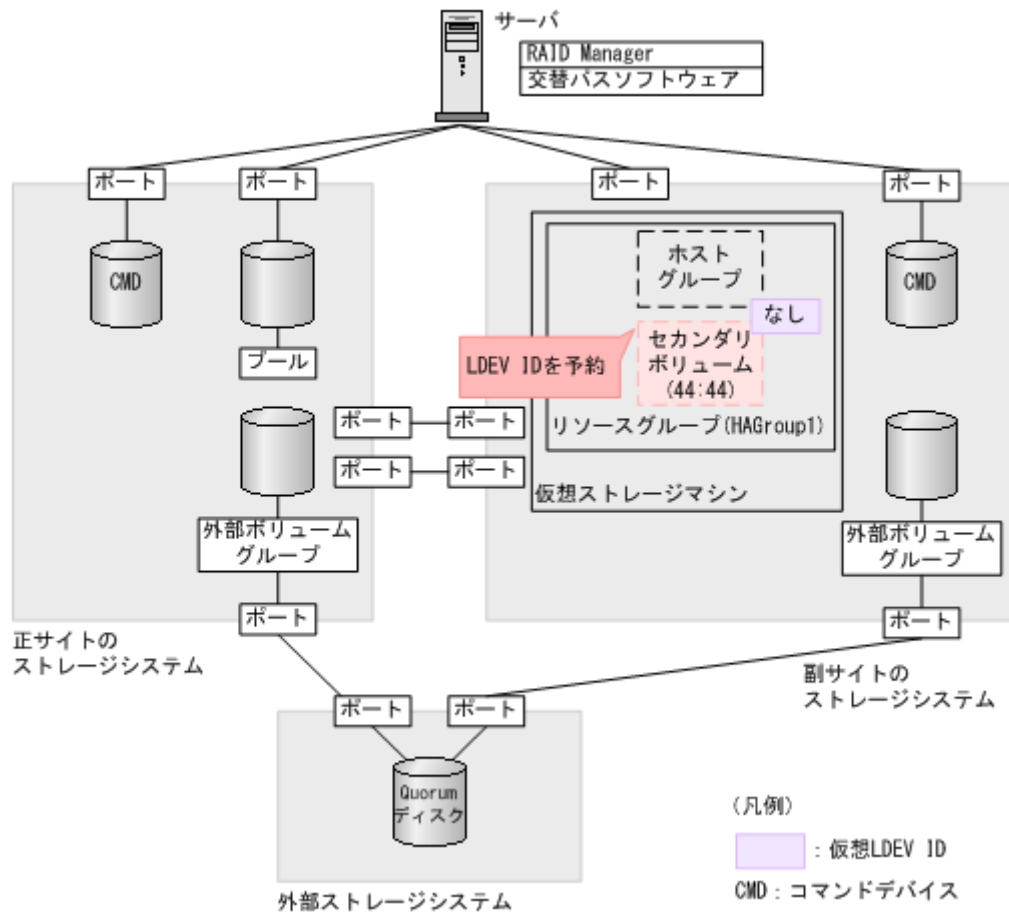 サーバ
RAID Manager
交替パスソフトウェア
ポート
ポート
ポート
ポート
CMD
ホスト
グループ
CMD
なし
LDEV IDを予約
セカンダリ
ボリューム
(44:44)
プール
リソースグループ(HAGroup1)
ポート
ポート
ポート
ポート
仮想ストレージマシン
外部ボリューム
グループ
外部ボリューム
グループ
ポート
ポート
正サイトの
ストレージシステム
副サイトの
ストレージシステム
ポート
ポート
Quorum
ディスク
外部ストレージシステム
(凡例)
:仮想LDEV ID
CMD:コマンドデバイス